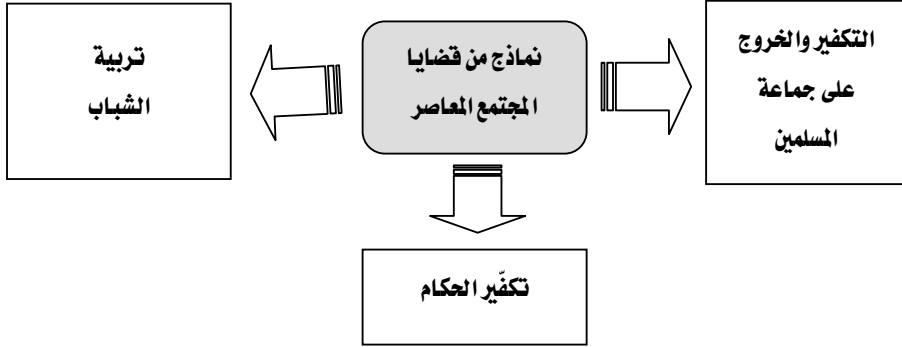 نماذج من قضايا
المجتمع المعاصر
التكفير والخروج
على جماعة
المسلمين
تربية
الشباب
تكفّير الحكام